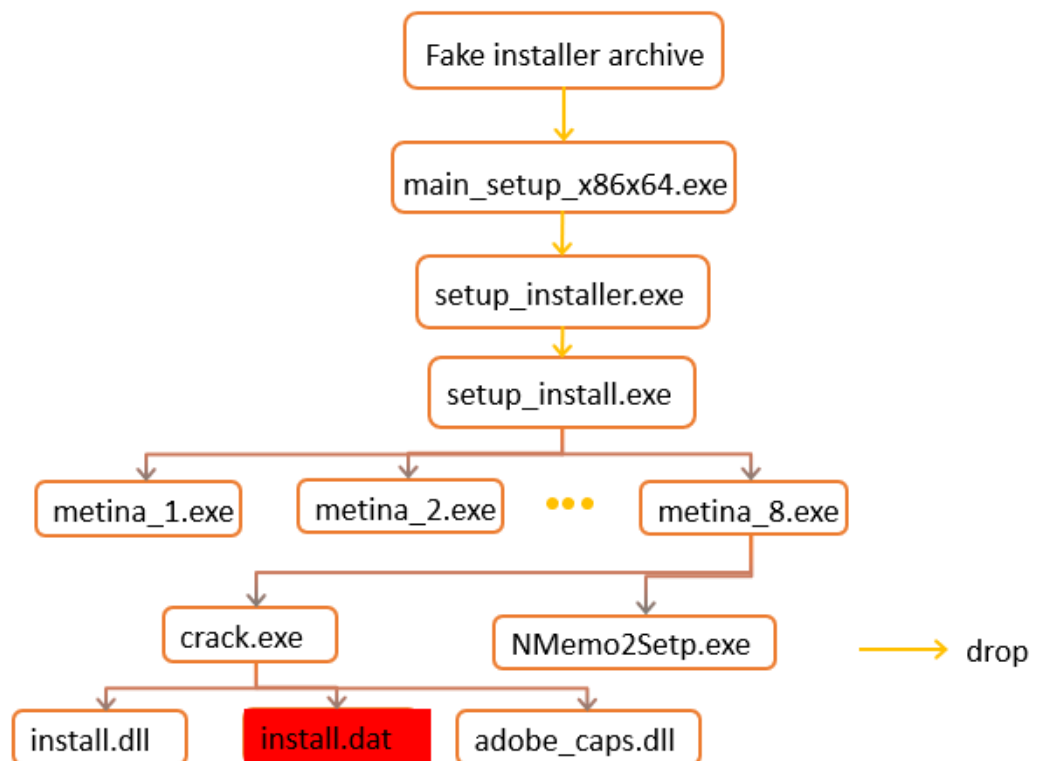 Fake installer archive
main_setup_x86x64.exe
setup_installer.exe
setup_install.exe
metina_1.exe
metina_2.exe
metina_8.exe
crack.exe
NMemo2Setp.exe
drop
install.dll
install.dat
adobe_caps.dll